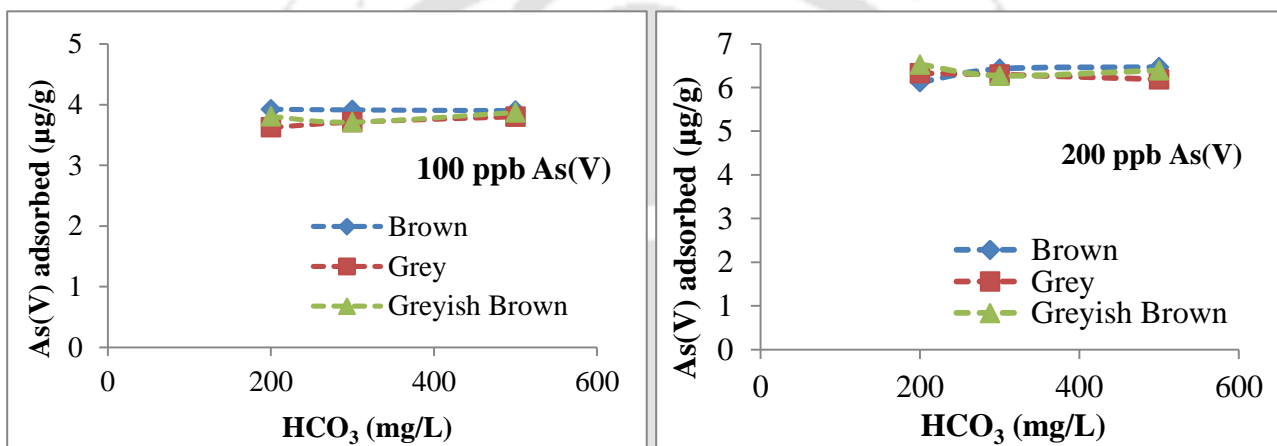 5
4
3
2
1
0
0
200
400
600
As(V) adsorbed (µg/g)
HCO₃ (mg/L)
100 ppb As(V)
Brown
Grey
Greyish Brown
7
6
5
4
3
2
1
0
0
200
400
600
As(V) adsorbed (µg/g)
HCO₃ (mg/L)
200 ppb As(V)
Brown
Grey
Greyish Brown